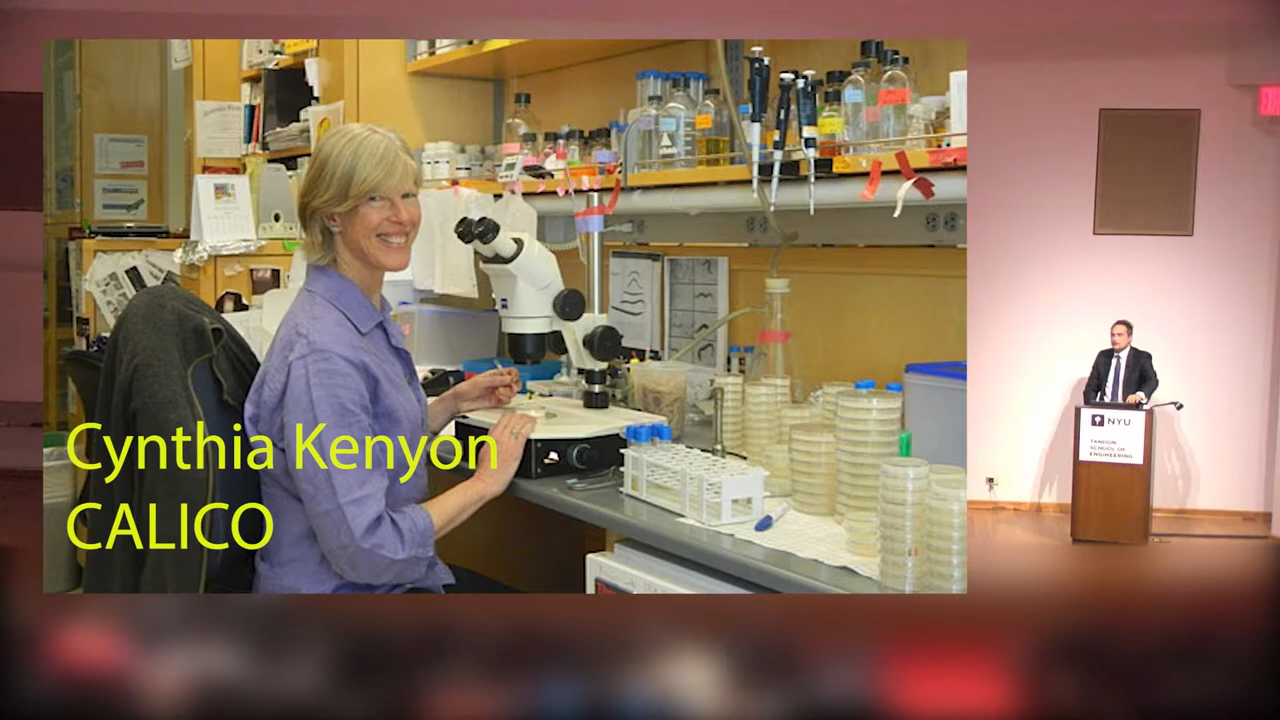 Cynthia Kenyon
CALICO
NYU
TANDON
SCHOOL OF
ENGINEERING